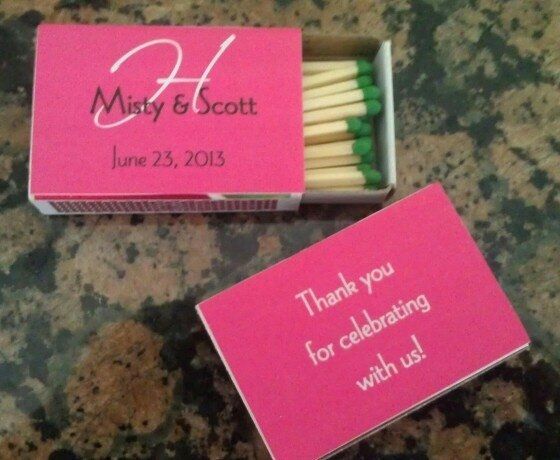 H
Misty & Scott
June 23, 2013
Thank you
for celebrating
with us!